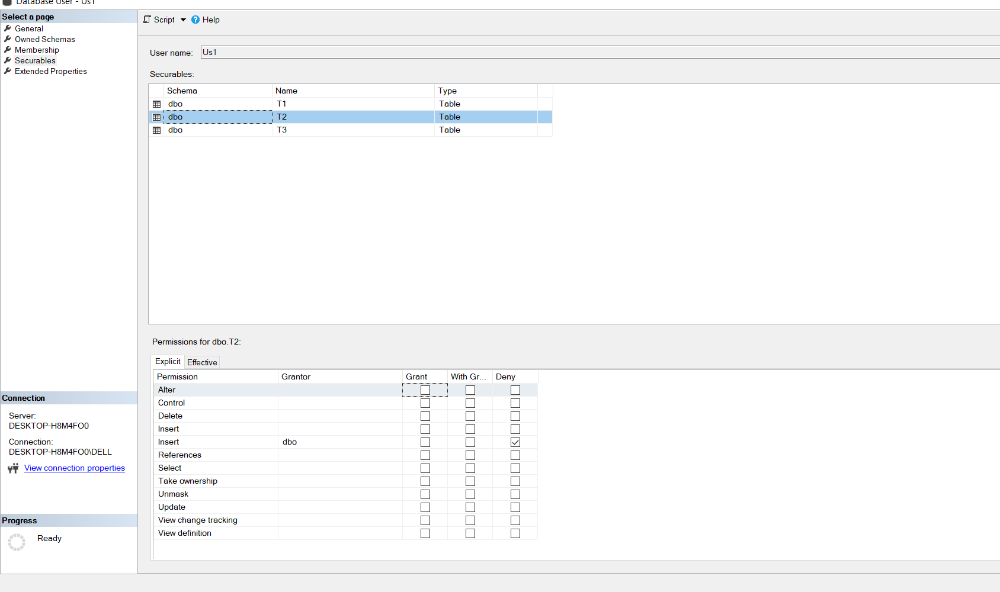 Database User - Us1
Select a page
General
Owned Schemas
Membership
Securables
Extended Properties
Script Help
User name: Us1
Securables:
Schema Name Type
dbo T1 Table
dbo T2 Table
dbo T3 Table
Permissions for dbo.T2:
Explicit Effective
Permission Grantor Grant With Gr... Deny
Alter
Control
Delete
Insert
Insert dbo
References
Select
Take ownership
Unmask
Update
View change tracking
View definition
Connection
Server:
DESKTOP-H8M4FO0
Connection:
DESKTOP-H8M4FO0\DELL
View connection properties
Progress
Ready